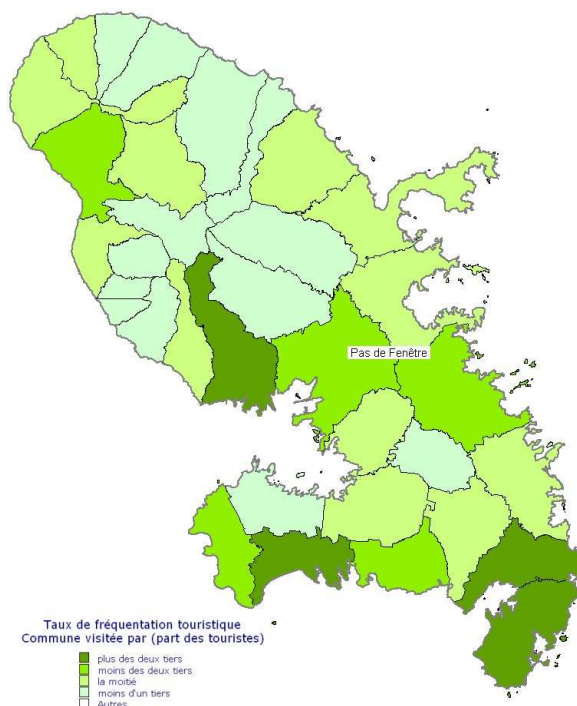 Pas de Fenêtre
Taux de fréquentation touristique
Commune visitée par (part des touristes)
plus des deux tiers
moins des deux tiers
la moitié
moins d'un tiers
Autres